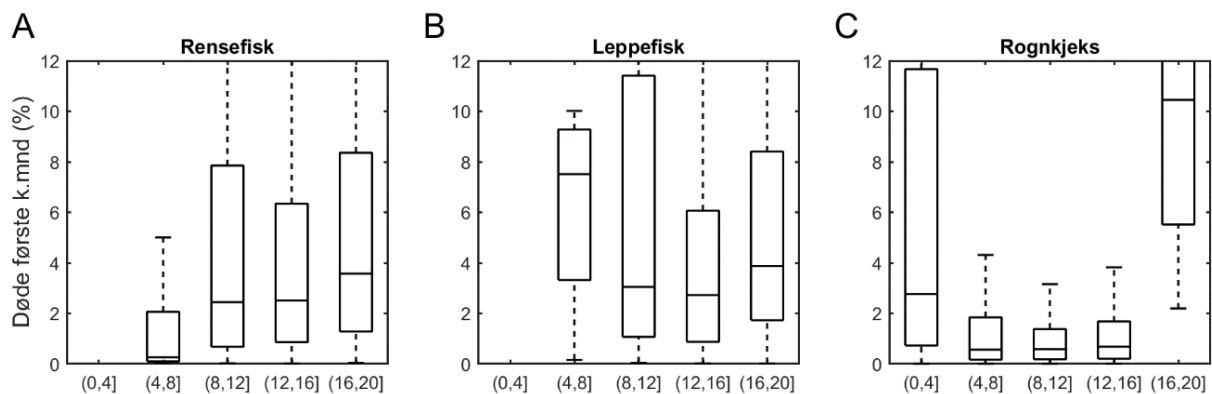 A
Rensefisk
Døde første k.mnd (%)
12
10
8
6
4
2
0
(0,4] (4,8] (8,12] (12,16] (16,20]
B
Leppefisk
12
10
8
6
4
2
0
(0,4] (4,8] (8,12] (12,16] (16,20]
C
Rognkjeks
12
10
8
6
4
2
0
(0,4] (4,8] (8,12] (12,16] (16,20]